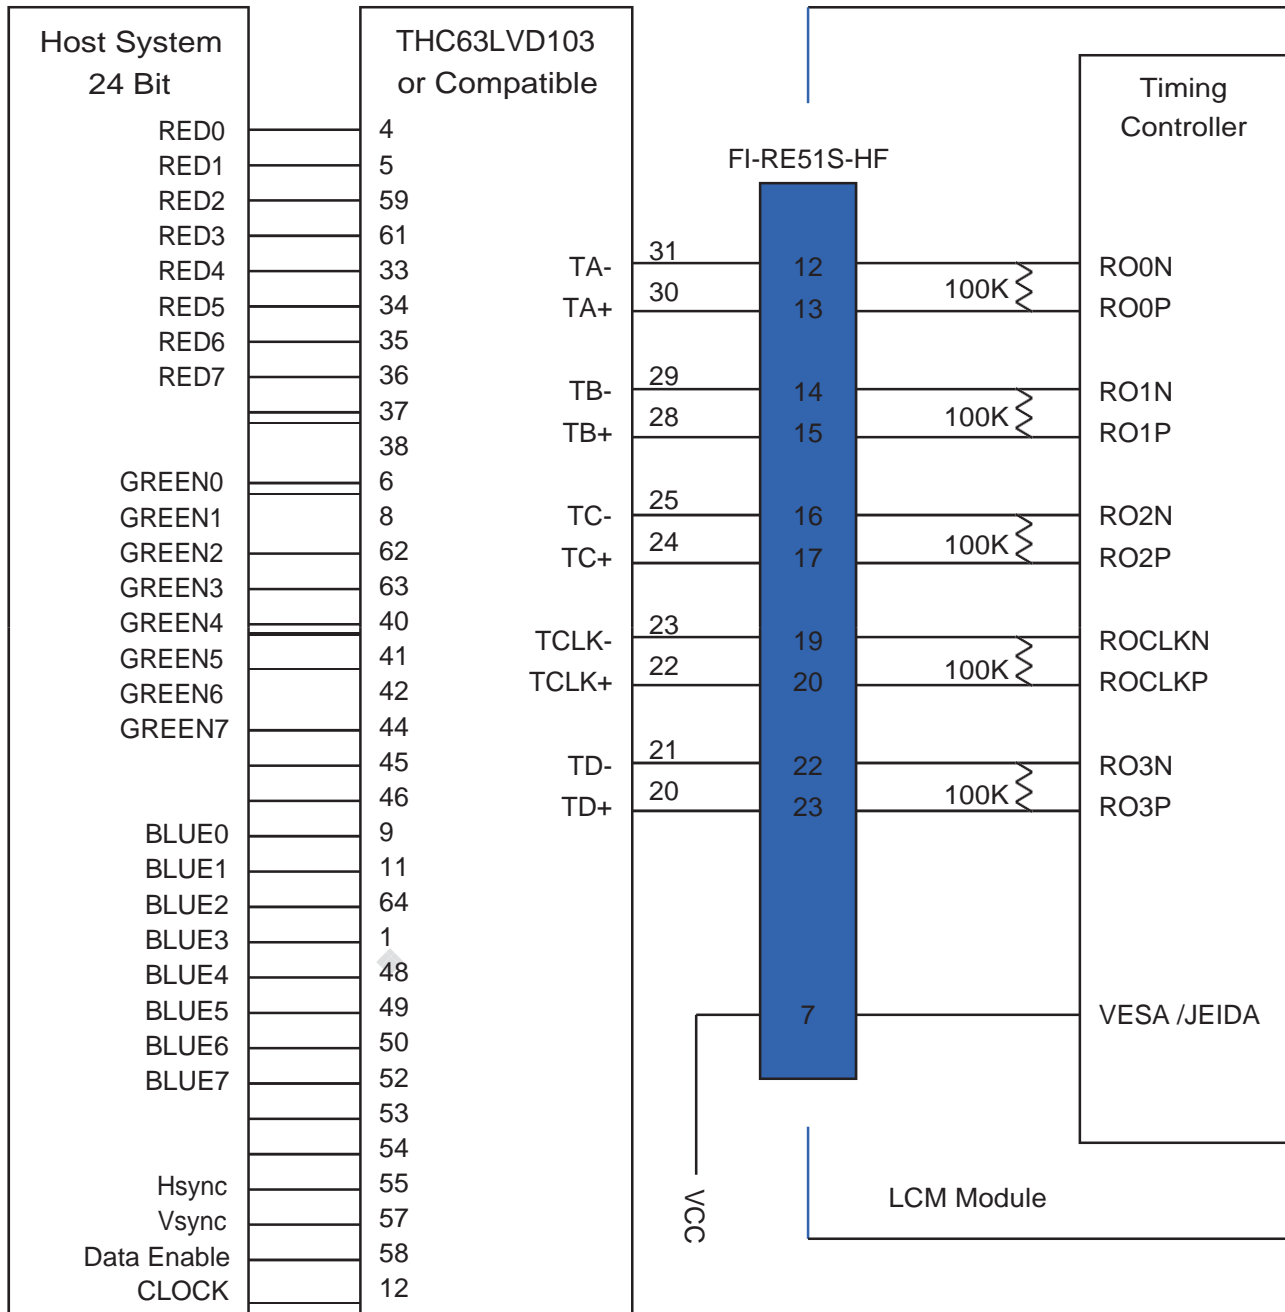 Host System
24 Bit
THC63LVD103
or Compatible
Timing
Controller
FI-RE51S-HF
RED0 4
RED1 5
RED2 59
RED3 61
RED4 33
RED5 34
RED6 35
RED7 36
37
38
GREEN0 6
GREEN1 8
GREEN2 62
GREEN3 63
GREEN4 40
GREEN5 41
GREEN6 42
GREEN7 44
45
46
BLUE0 9
BLUE1 11
BLUE2 64
BLUE3 1
BLUE4 48
BLUE5 49
BLUE6 50
BLUE7 52
53
54
Hsync 55
Vsync 57
Data Enable 58
CLOCK 12
TA- 31 12 RO0N
100K
TA+ 30 13 RO0P
TB- 29 14 RO1N
100K
TB+ 28 15 RO1P
TC- 25 16 RO2N
100K
TC+ 24 17 RO2P
TCLK- 23 19 ROCLKN
100K
TCLK+ 22 20 ROCLKP
TD- 21 22 RO3N
100K
TD+ 20 23 RO3P
7 VESA /JEIDA
VCC
LCM Module